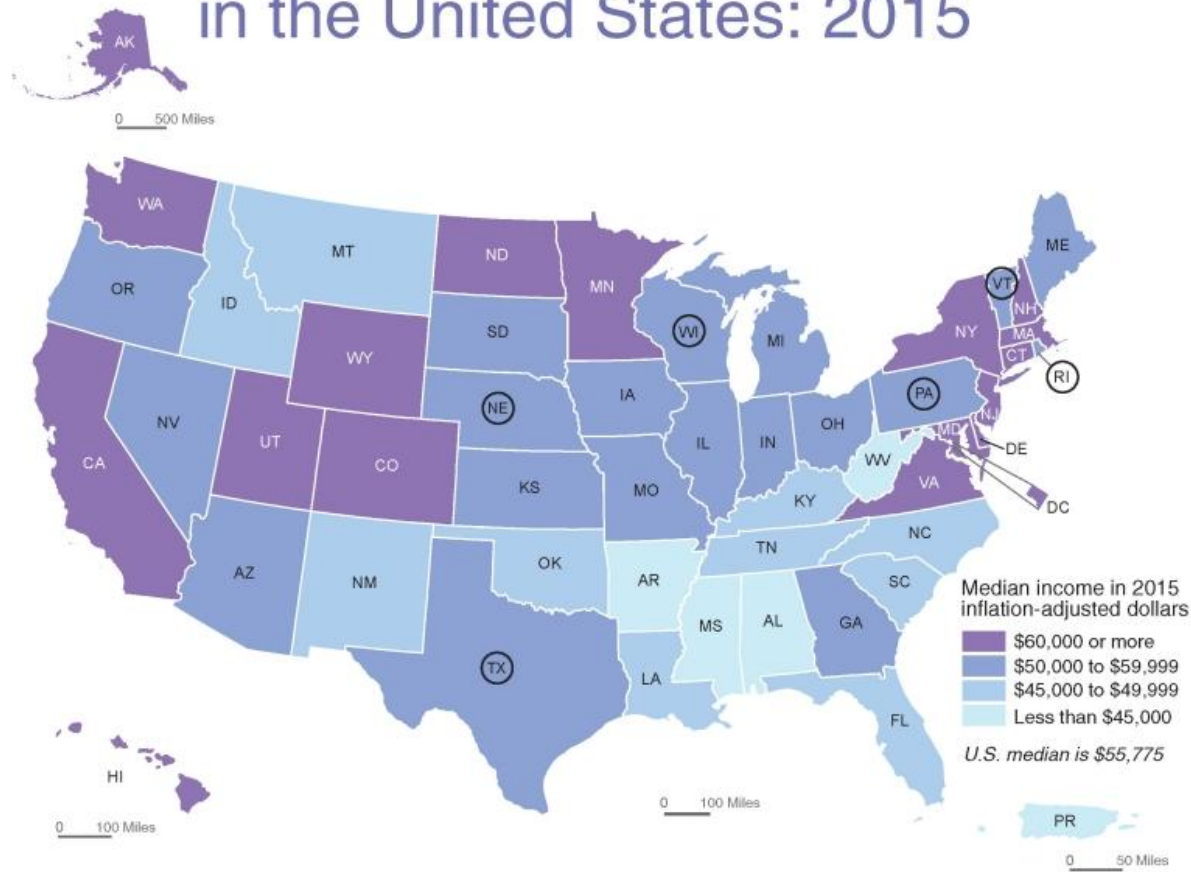 in the United States: 2015
AK
0 500 Miles
WA
MT
ND
MN
ME
OR
ID
SD
WI
MI
VT
NH
NY
MA
CT
RI
WY
NE
IA
PA
NJ
NV
UT
CO
IL
IN
OH
MD
DE
CA
KS
MO
WV
VA
DC
KY
NC
AZ
NM
OK
TN
AR
SC
MS
AL
GA
TX
LA
FL
Median income in 2015
inflation-adjusted dollars
$60,000 or more
$50,000 to $59,999
$45,000 to $49,999
Less than $45,000
U.S. median is $55,775
HI
0 100 Miles
0 100 Miles
PR
0 50 Miles